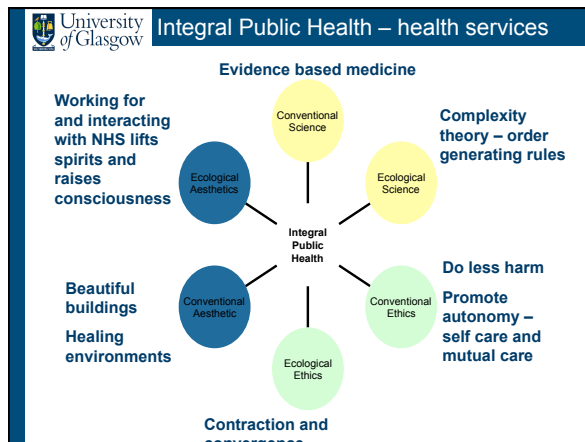 University
of Glasgow
Integral Public Health – health services
Evidence based medicine
Working for
and interacting
with NHS lifts
spirits and
raises
consciousness
Conventional
Science
Complexity
theory – order
generating rules
Ecological
Aesthetics
Ecological
Science
Integral
Public
Health
Beautiful
buildings
Healing
environments
Conventional
Aesthetic
Conventional
Ethics
Do less harm
Promote
autonomy –
self care and
mutual care
Ecological
Ethics
Contraction and
convergence